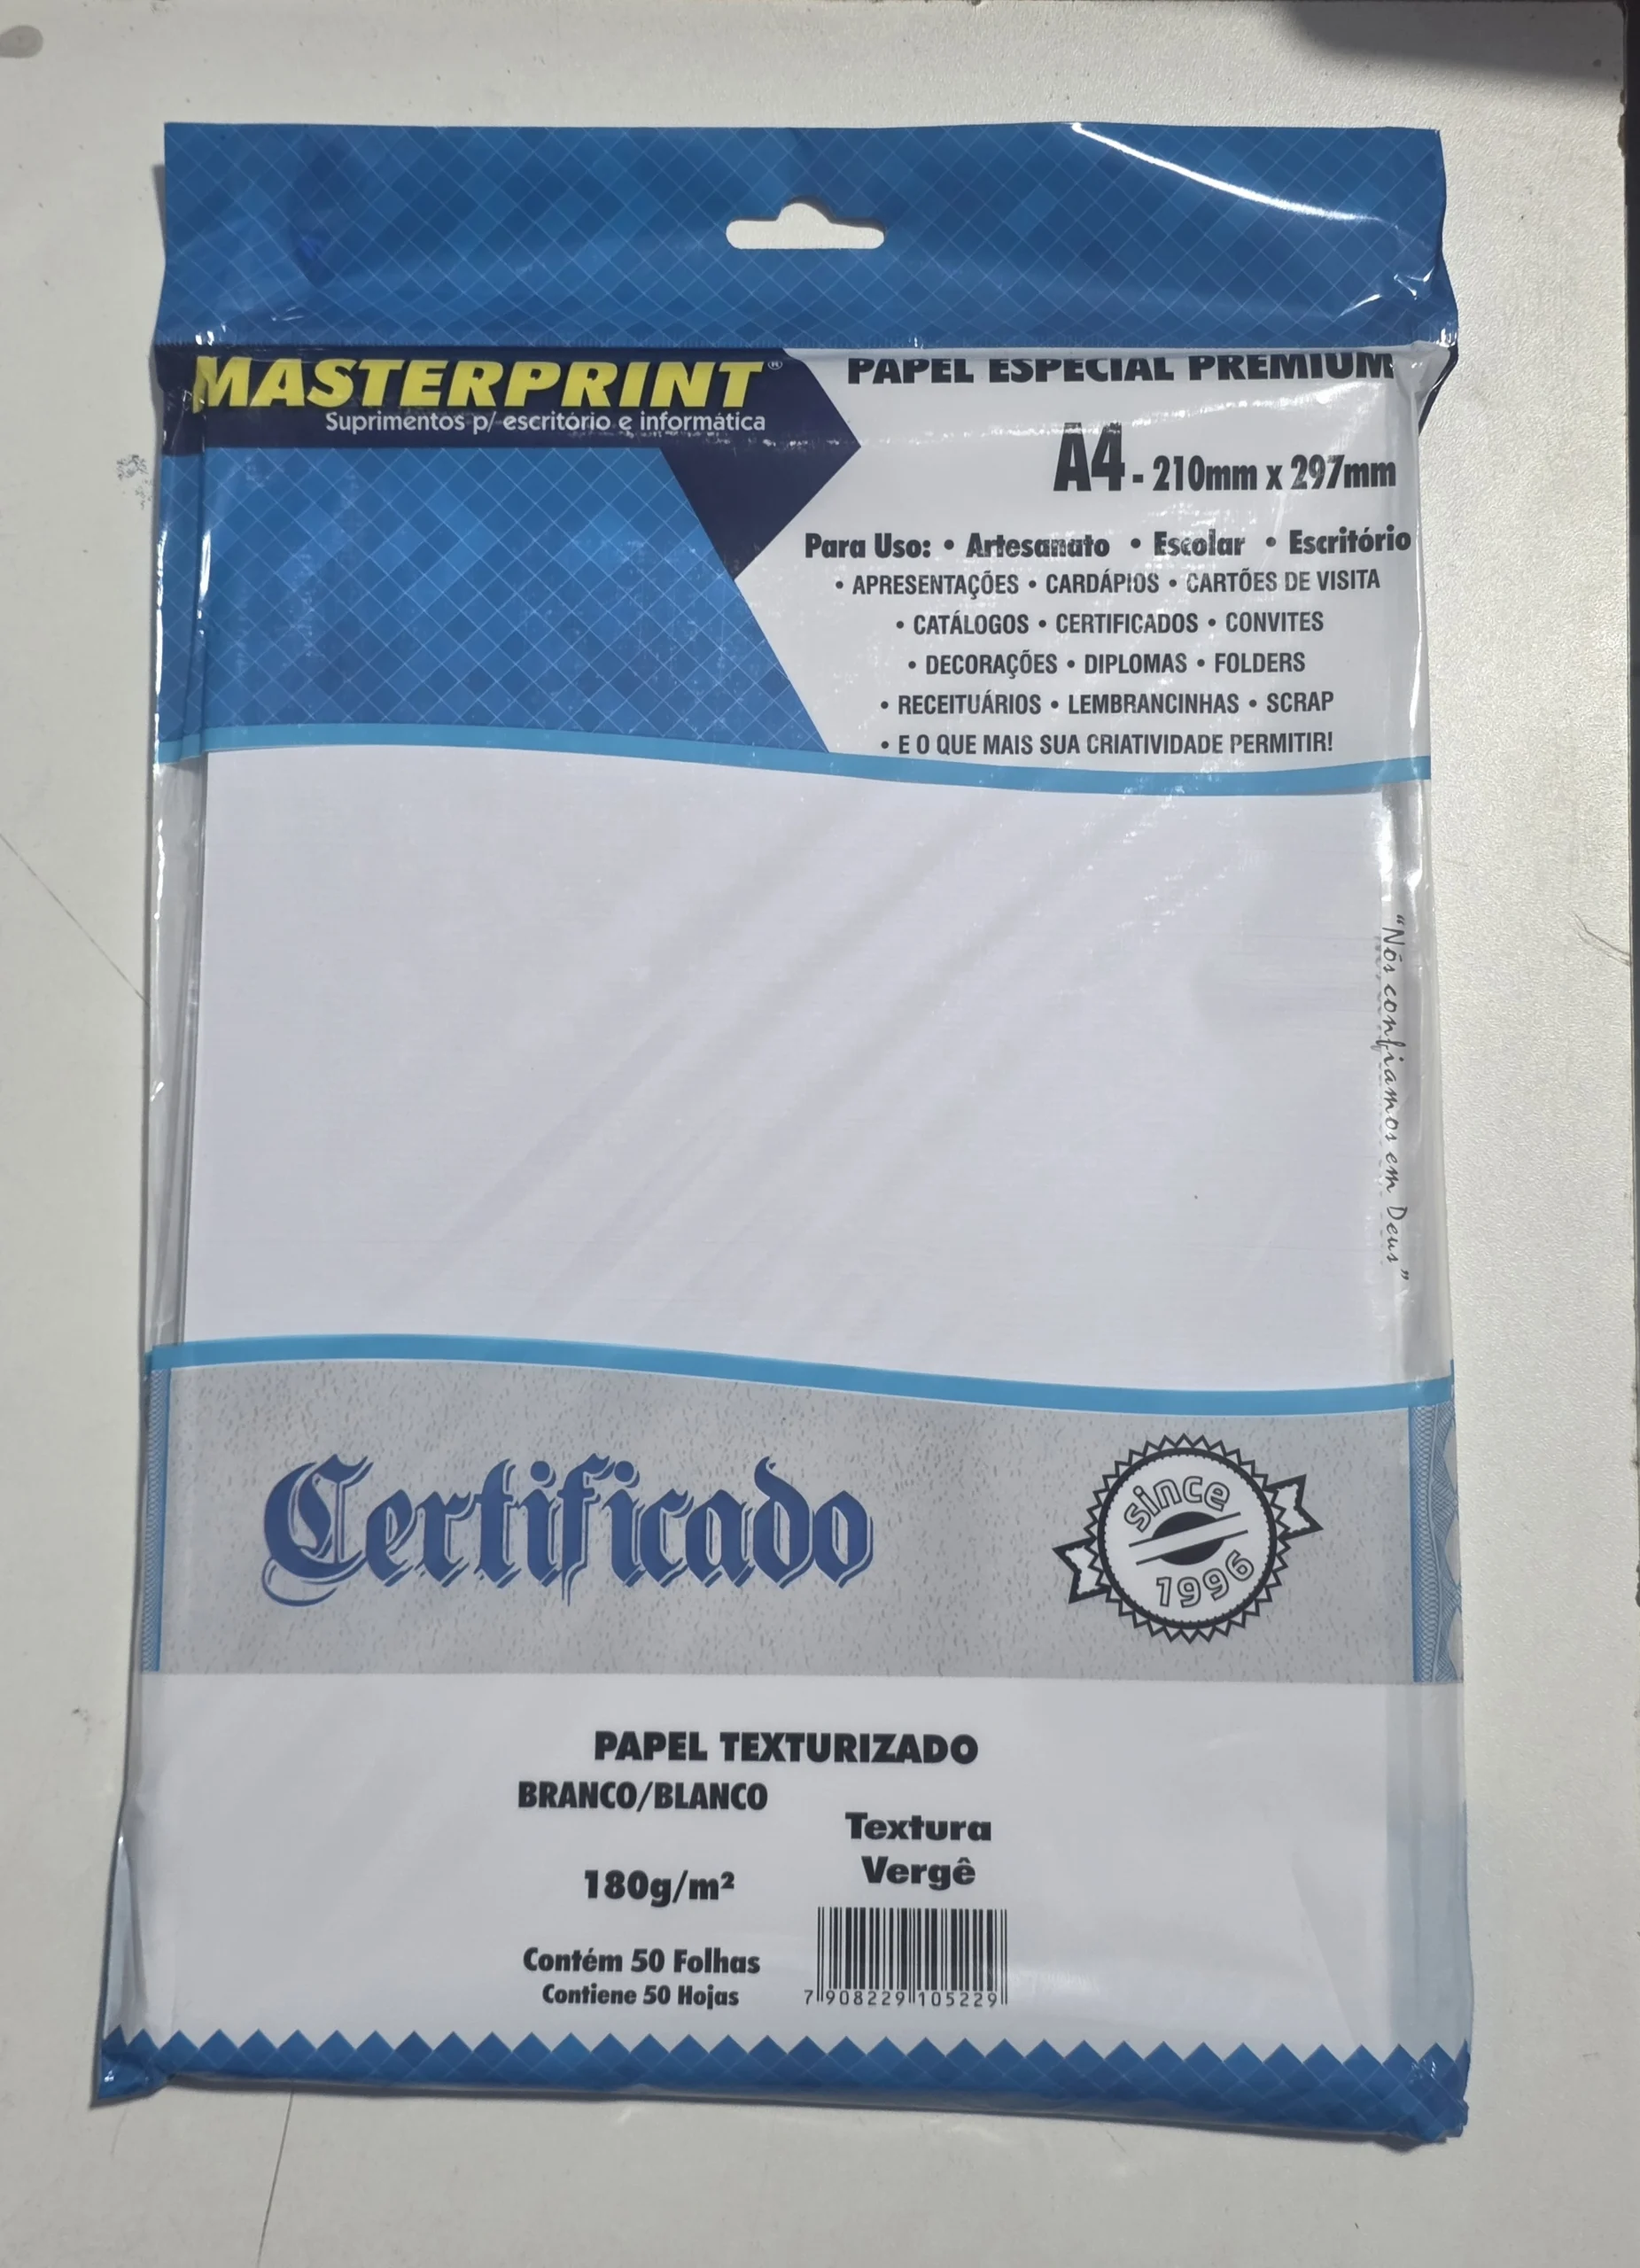 MASTERPRINT®
Suprimentos p/ escritório e informática
PAPEL ESPECIAL PREMIUM
A4 - 210mm x 297mm
Para Uso: • Artesanato • Escolar • Escritório
• APRESENTAÇÕES • CARDÁPIOS • CARTÕES DE VISITA
• CATÁLOGOS • CERTIFICADOS • CONVITES
• DECORAÇÕES • DIPLOMAS • FOLDERS
• RECEITUÁRIOS • LEMBRANCINHAS • SCRAP
• E O QUE MAIS SUA CRIATIVIDADE PERMITIR!
"Nós confiamos em Deus"
Certificado
since
1996
PAPEL TEXTURIZADO
BRANCO/BLANCO
Textura
Vergê
180g/m²
Contém 50 Folhas
Contiene 50 Hojas
7 908229 105229